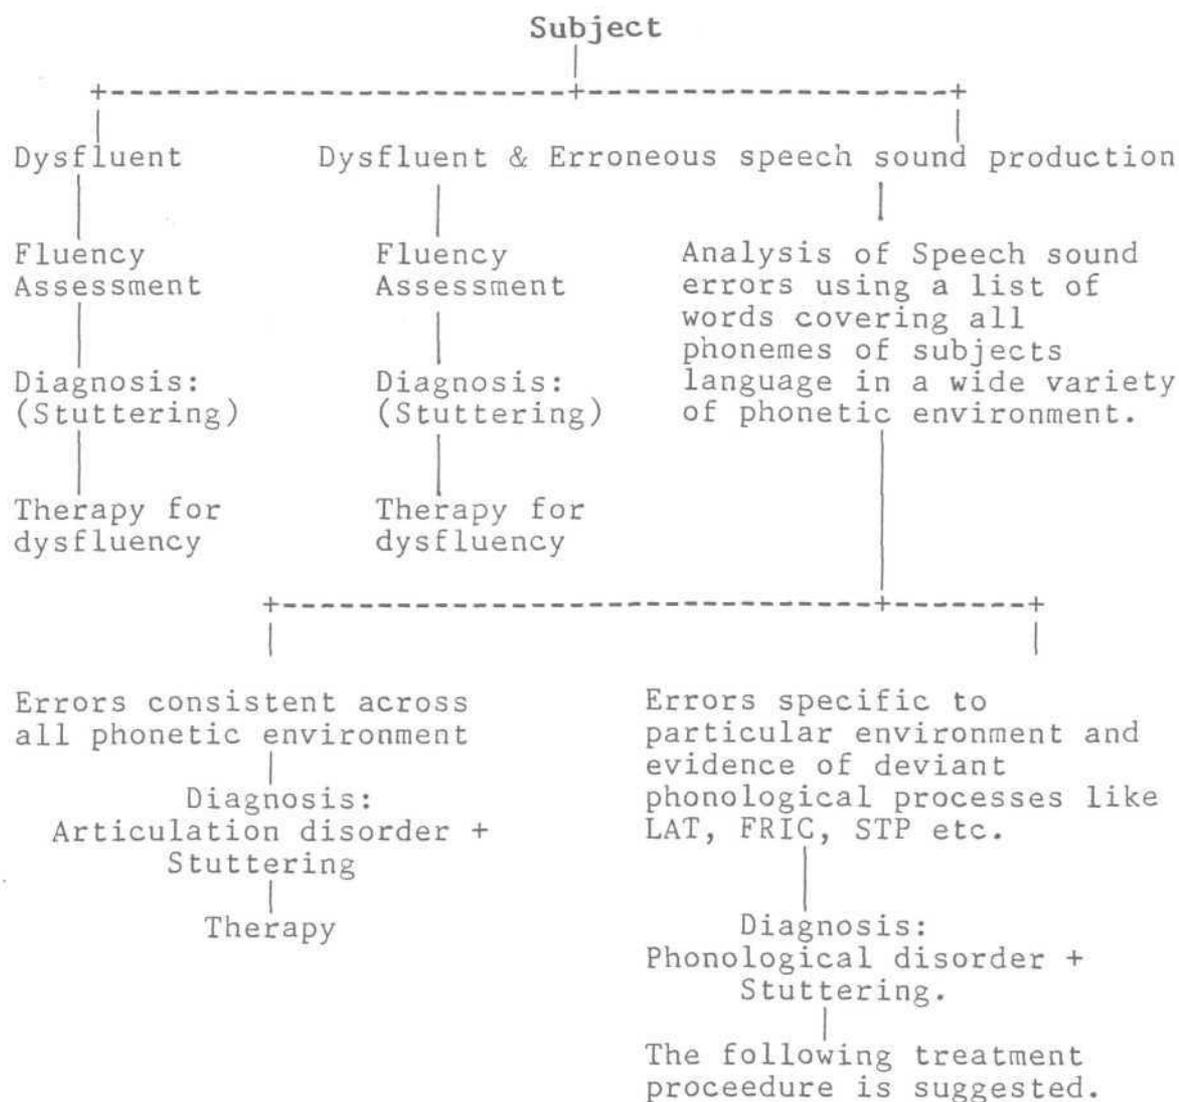 Subject
Dysfluent
Dysfluent & Erroneous speech sound production
Fluency
Assessment
Diagnosis:
(Stuttering)
Therapy for
dysfluency
Fluency
Assessment
Diagnosis:
(Stuttering)
Therapy for
dysfluency
Analysis of Speech sound
errors using a list of
words covering all
phonemes of subjects
language in a wide variety
of phonetic environment.
Errors consistent across
all phonetic environment
Diagnosis:
Articulation disorder +
Stuttering
Therapy
Errors specific to
particular environment and
evidence of deviant
phonological processes like
LAT, FRIC, STP etc.
Diagnosis:
Phonological disorder +
Stuttering.
The following treatment
proceedure is suggested.